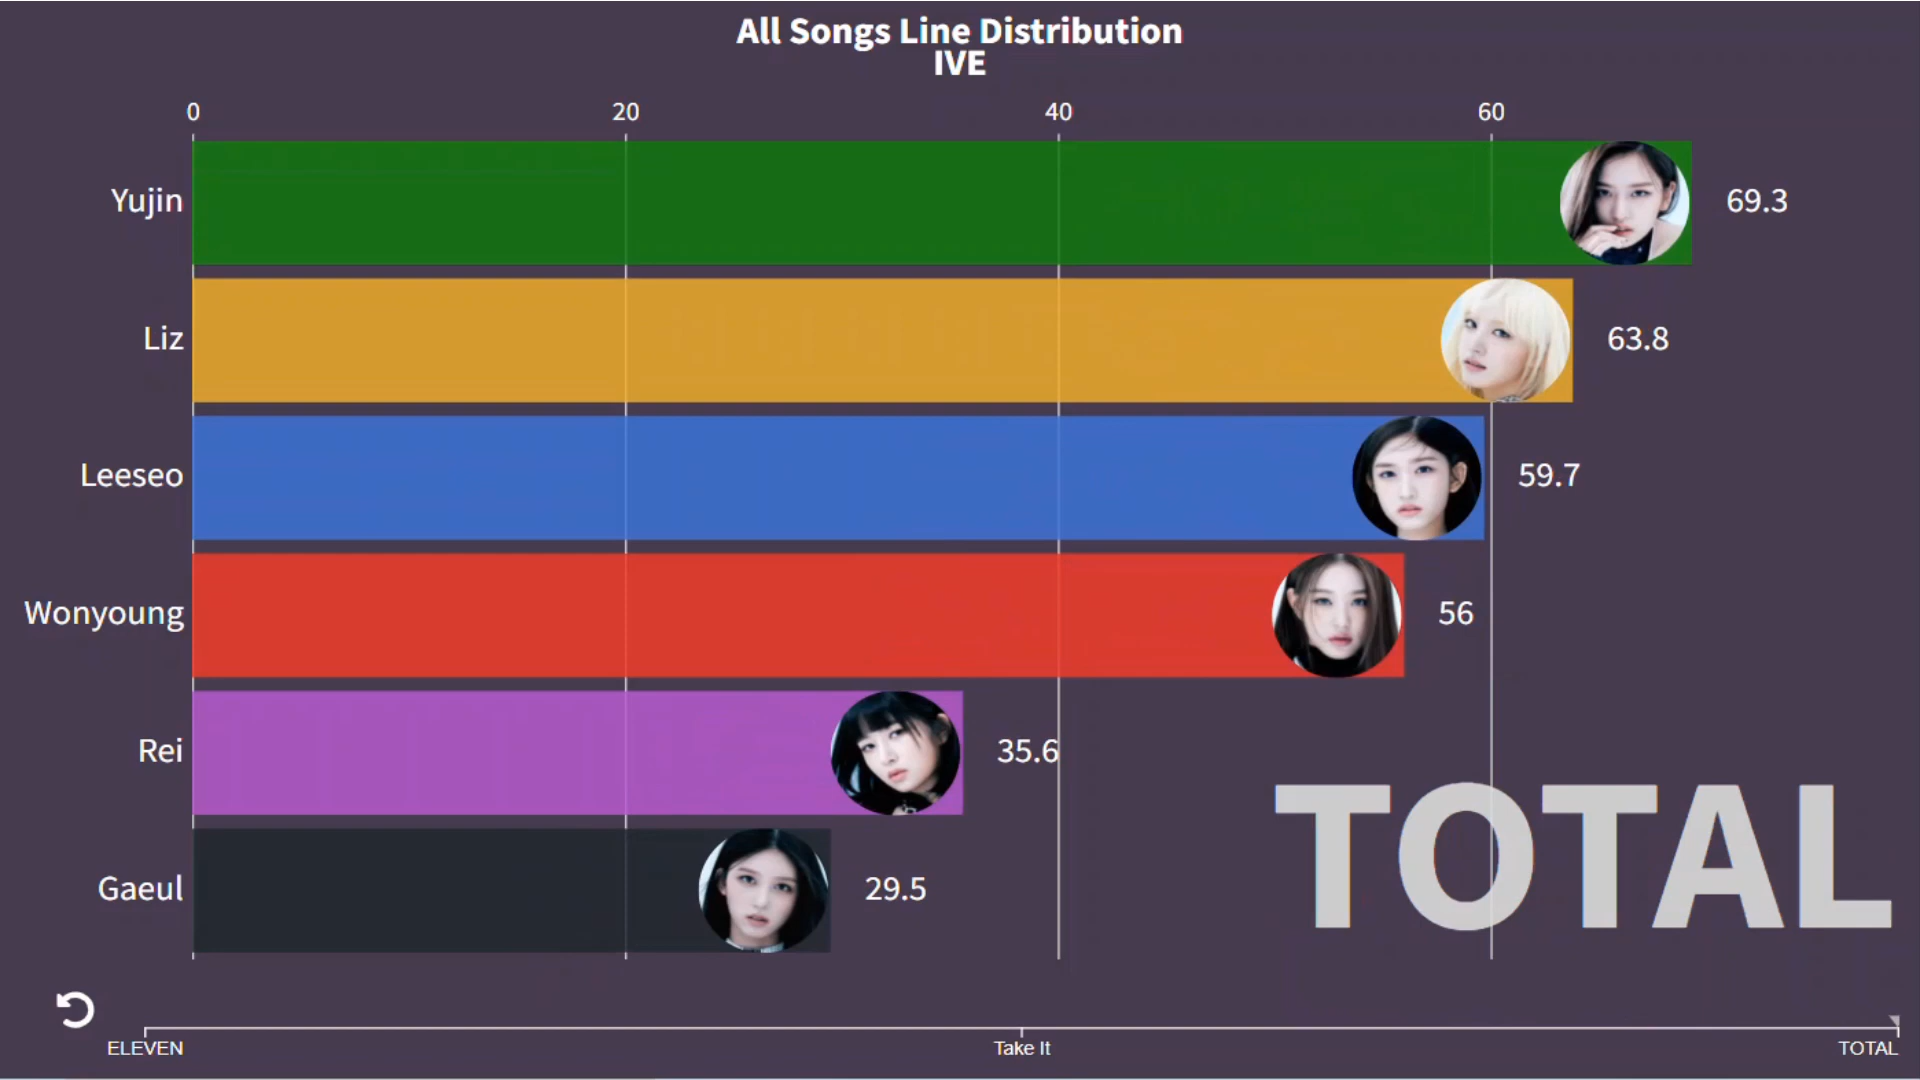 All Songs Line Distribution
IVE
0 20 40 60
Yujin 69.3
Liz 63.8
Leeseo 59.7
Wonyoung 56
Rei 35.6
Gaeul 29.5
TOTAL
ELEVEN Take It TOTAL